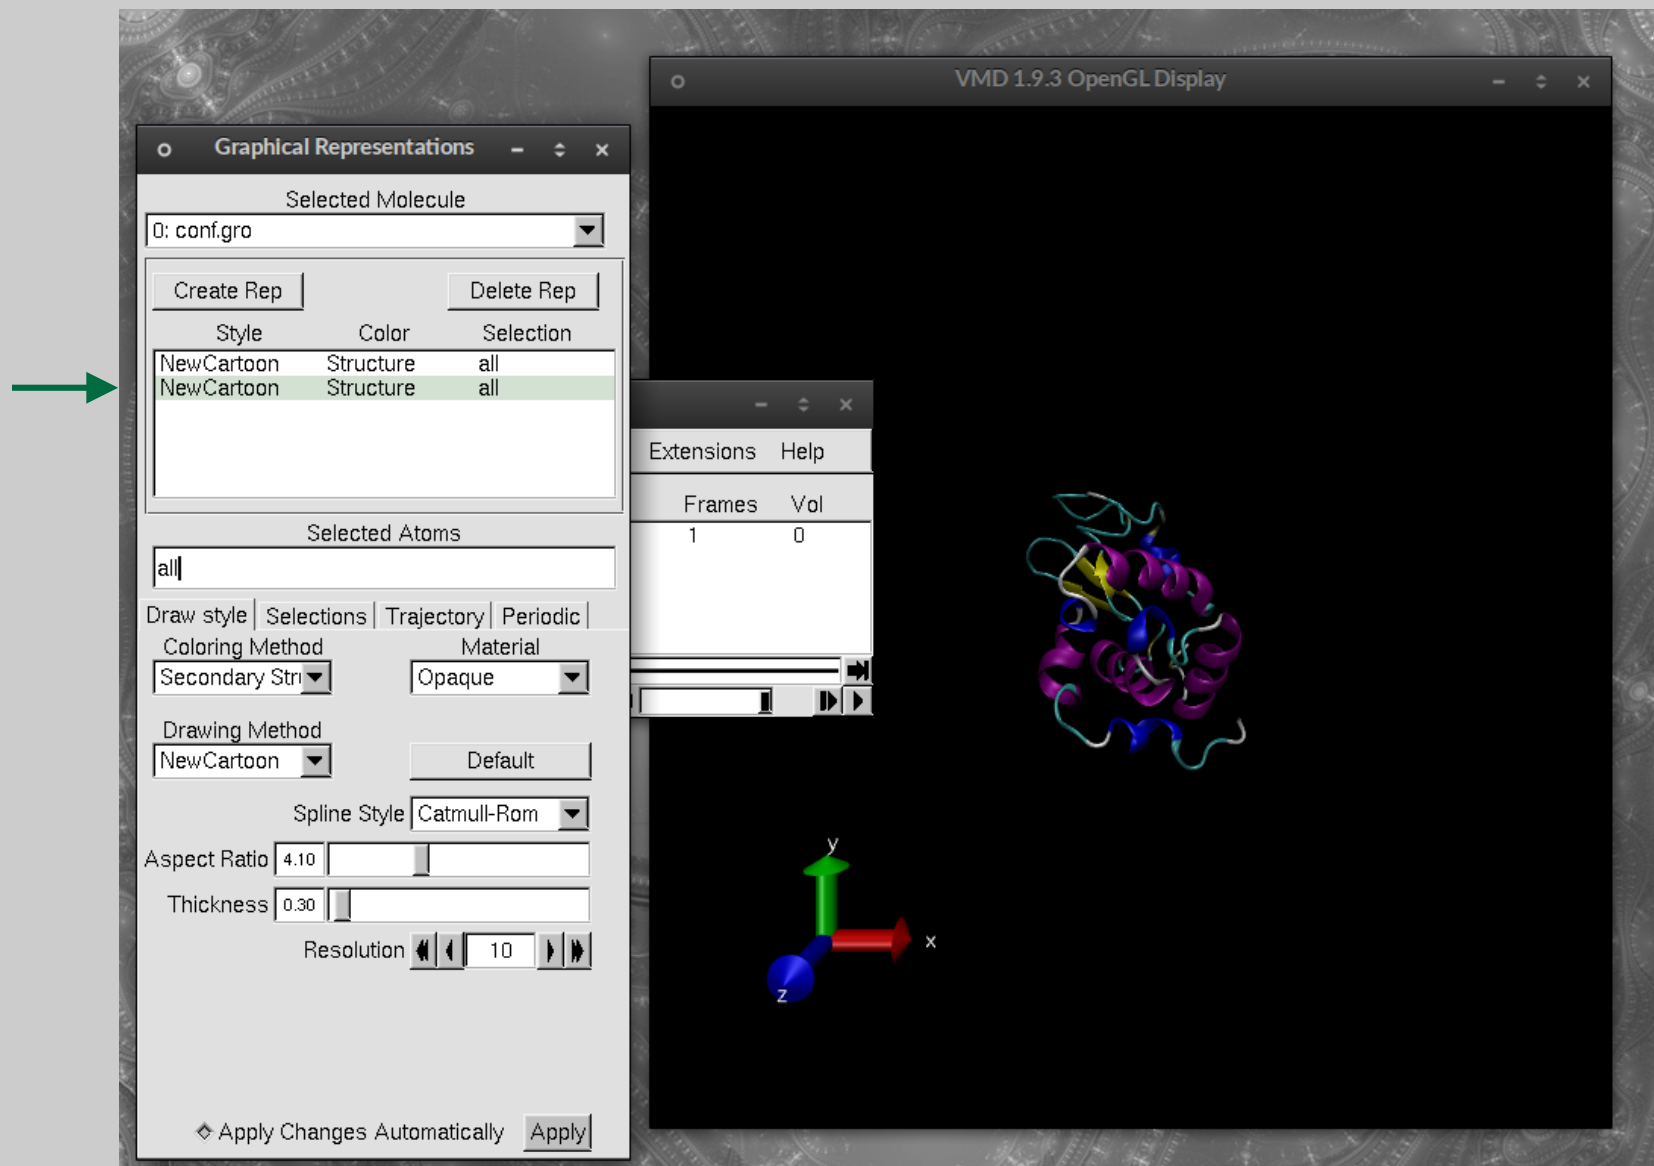 VMD 1.9.3 OpenGL Display
Graphical Representations
Selected Molecule
0: conf.gro
Create Rep
Delete Rep
Style Color Selection
NewCartoon Structure all
NewCartoon Structure all
Selected Atoms
all
Draw style Selections Trajectory Periodic
Coloring Method Material
Secondary Stru Opaque
Drawing Method
NewCartoon Default
Spline Style Catmull-Rom
Aspect Ratio 4.10
Thickness 0.30
Resolution 10
Apply Changes Automatically Apply
Extensions Help
Frames Vol
1 0
y
x
z